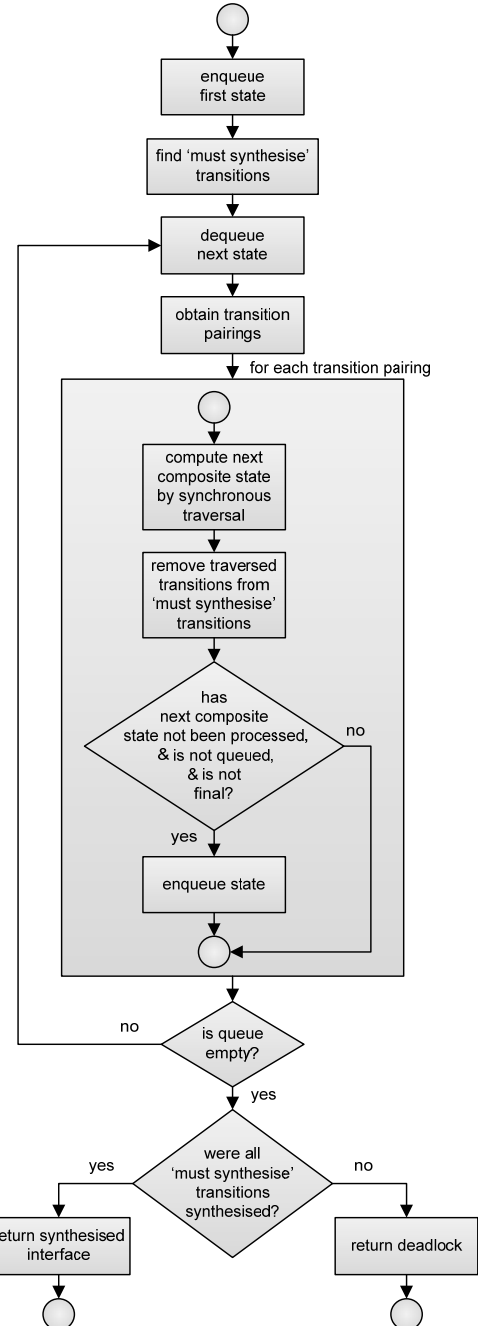 enqueue
first state
find ‘must synthesise’
transitions
dequeue
next state
obtain transition
pairings
for each transition pairing
compute next
composite state
by synchronous
traversal
remove traversed
transitions from
‘must synthesise’
transitions
has
next composite
state not been processed,
& is not queued,
& is not
final?
no
yes
enqueue state
is queue
empty?
no
yes
were all
‘must synthesise’
transitions
synthesised?
yes
no
eturn synthesised
interface
return deadlock